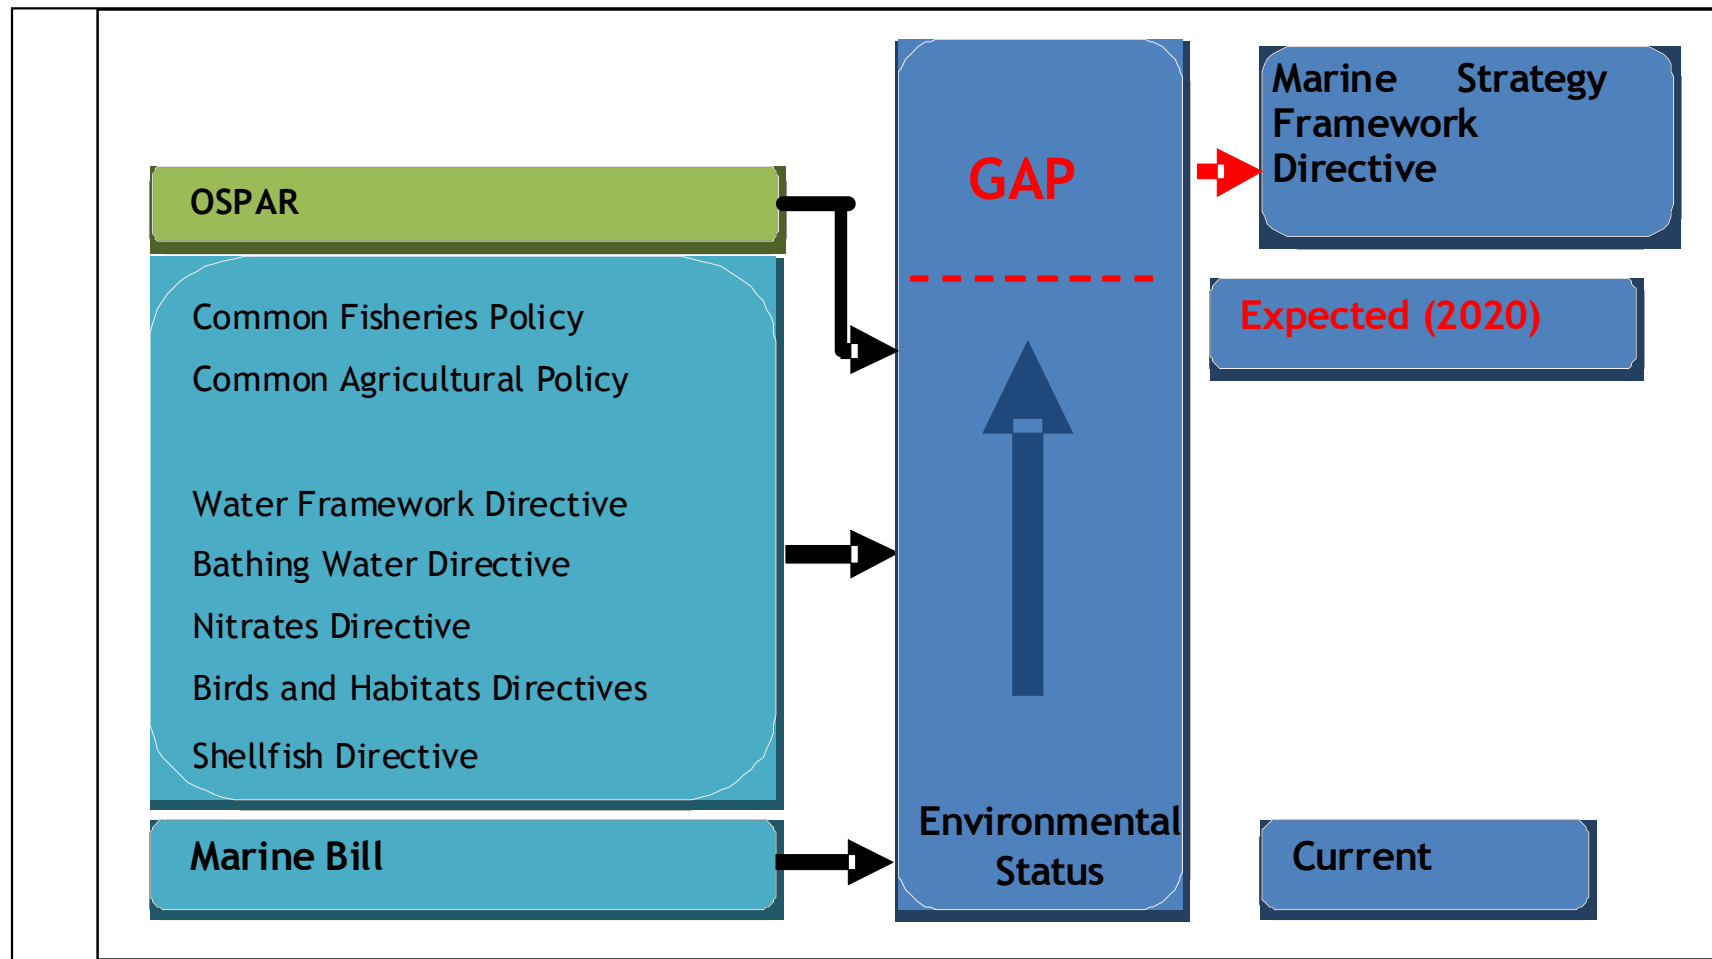 OSPAR
Common Fisheries Policy
Common Agricultural Policy
Water Framework Directive
Bathing Water Directive
Nitrates Directive
Birds and Habitats Directives
Shellfish Directive
Marine Bill
GAP
Environmental
Status
Marine Strategy
Framework
Directive
Expected (2020)
Current